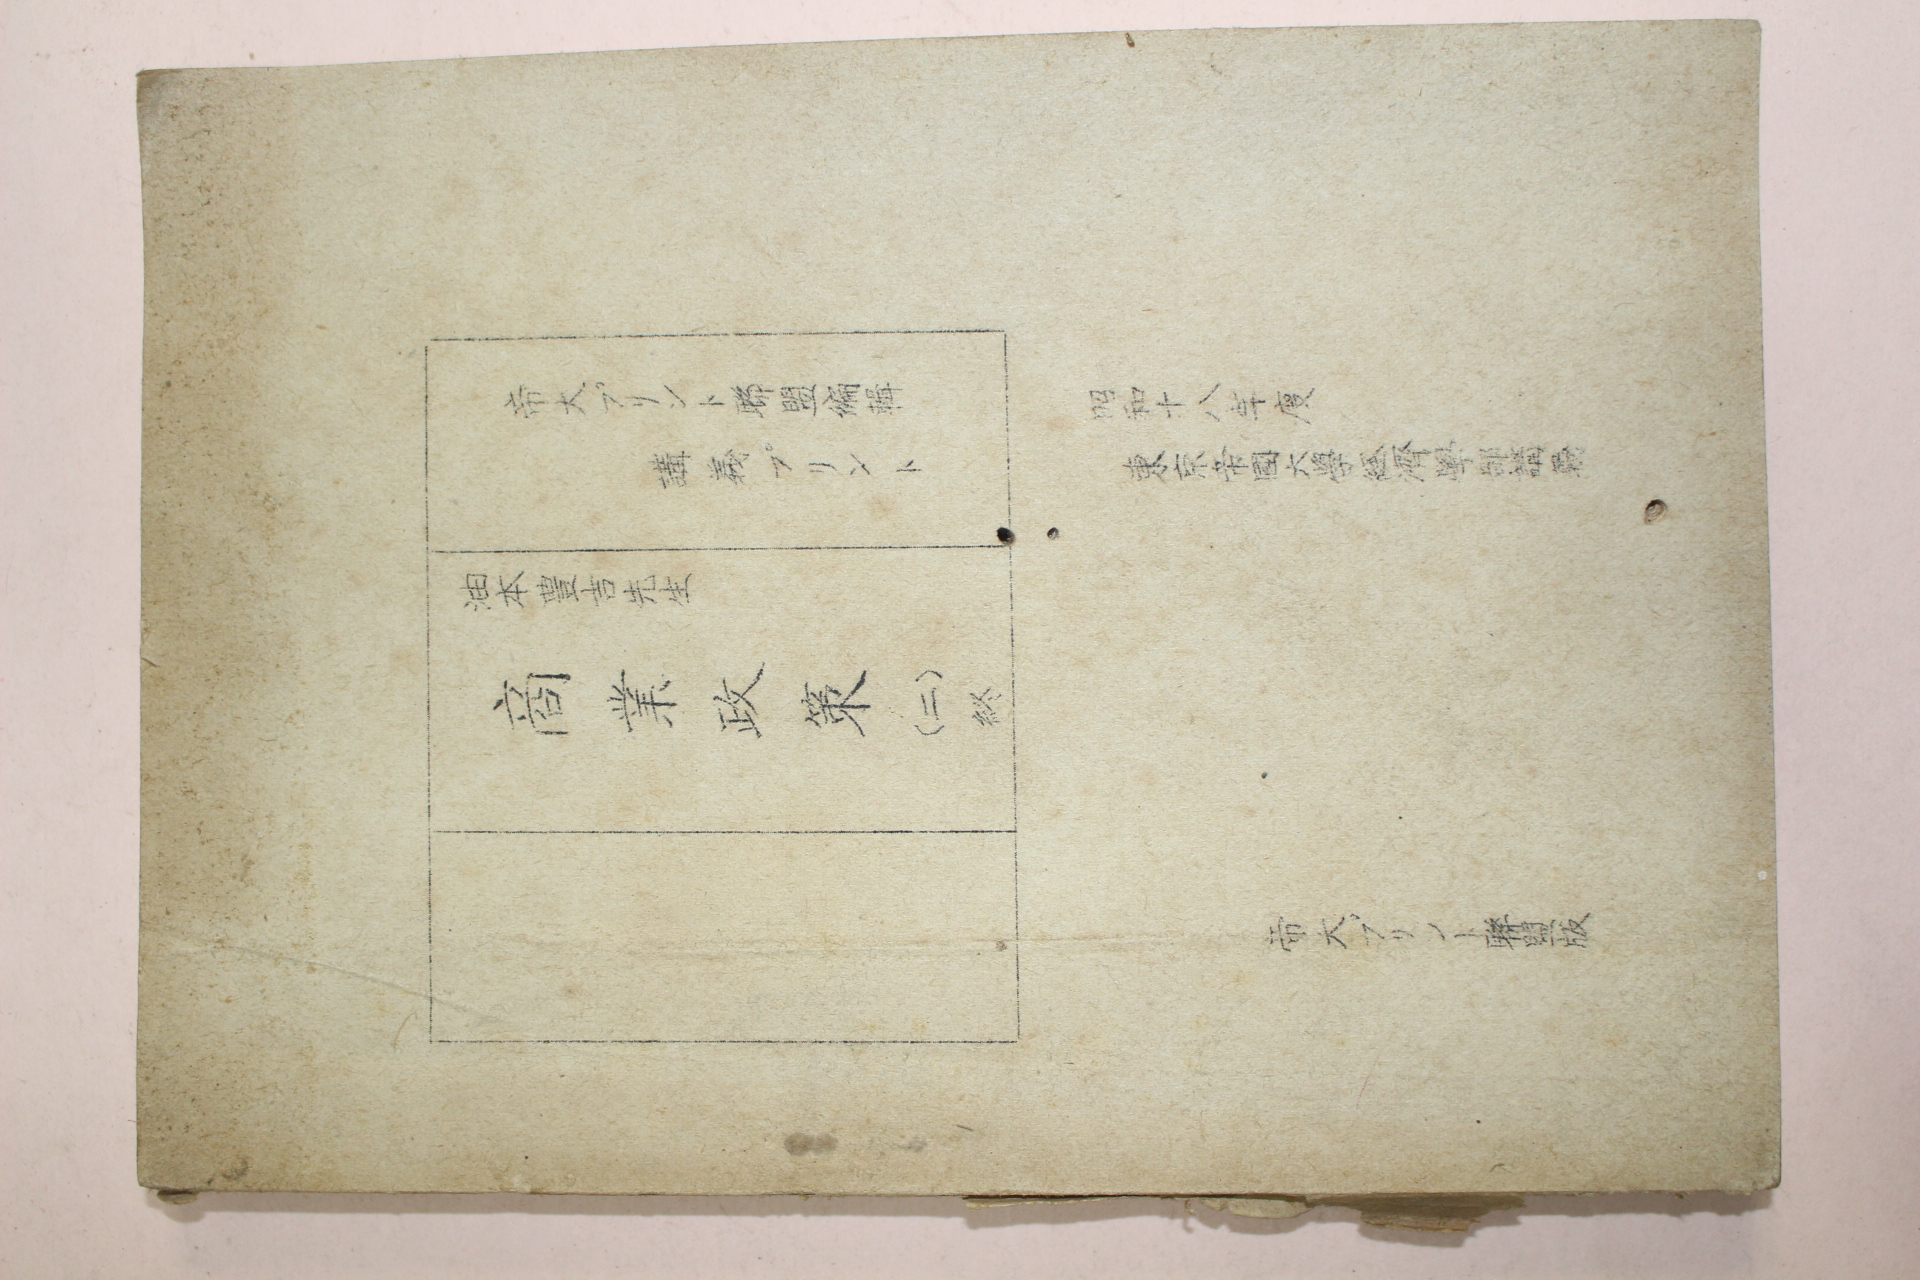 昭和十八年度
東京帝國大學經濟學部講義
帝大プリント聯盟編輯
講義プリント
油本豊吉先生
商業政策(二)終
帝大プリント聯盟版